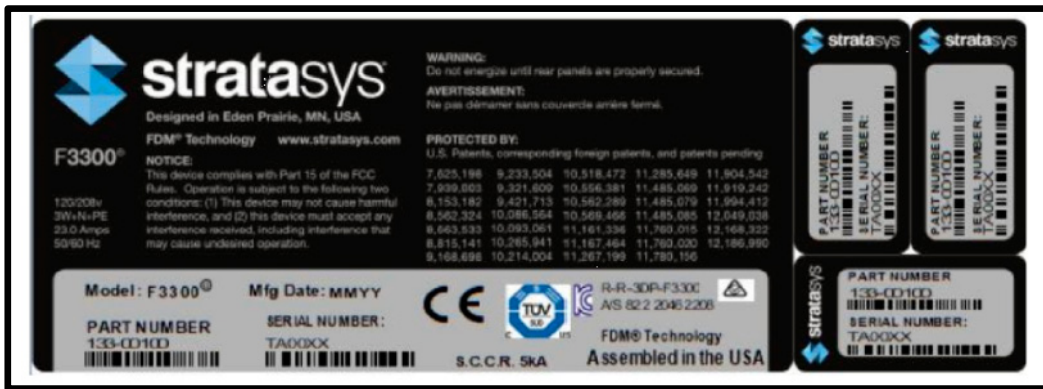 stratasys
Designed in Eden Prairie, MN, USA
FDM® Technology www.stratasys.com
F3300®
NOTICE:
This device complies with Part 15 of the FCC
Rules. Operation is subject to the following two
conditions: (1) This device may not cause harmful
interference, and (2) this device must accept any
interference received, including interference that
may cause undesired operation.
120/208v
3W+N+PE
23.0 Amps
50/60 Hz
WARNING:
Do not energize until rear panels are properly secured.
AVERTISSEMENT:
Ne pas démarrer sans couvercle arrière fermé.
PROTECTED BY:
U.S. Patents, corresponding foreign patents, and patents pending
7,625,198 9,233,504 10,518,472 11,285,649 11,904,542
7,939,003 9,321,609 10,556,381 11,485,069 11,919,242
8,153,182 9,421,713 10,562,289 11,485,079 11,994,412
8,562,324 10,086,564 10,569,466 11,485,085 12,049,038
8,663,533 10,093,061 11,161,336 11,760,015 12,168,322
8,815,141 10,265,941 11,167,464 11,760,020 12,186,990
9,168,698 10,214,004 11,267,199 11,780,156
Model: F3300® Mfg Date: MMYY
PART NUMBER
133-0010D
SERIAL NUMBER:
TA00XX
CE
TÜV
SÜD
C US
S.C.C.R. 5kA
R-R-3DP-F3300
A/S 822 2046 2208
FDM® Technology
Assembled in the USA
stratasys
PART NUMBER
133-0010D
SERIAL NUMBER:
TA00XX
stratasys
PART NUMBER
133-0010D
SERIAL NUMBER:
TA00XX
stratasys
PART NUMBER
133-0010D
SERIAL NUMBER:
TA00XX